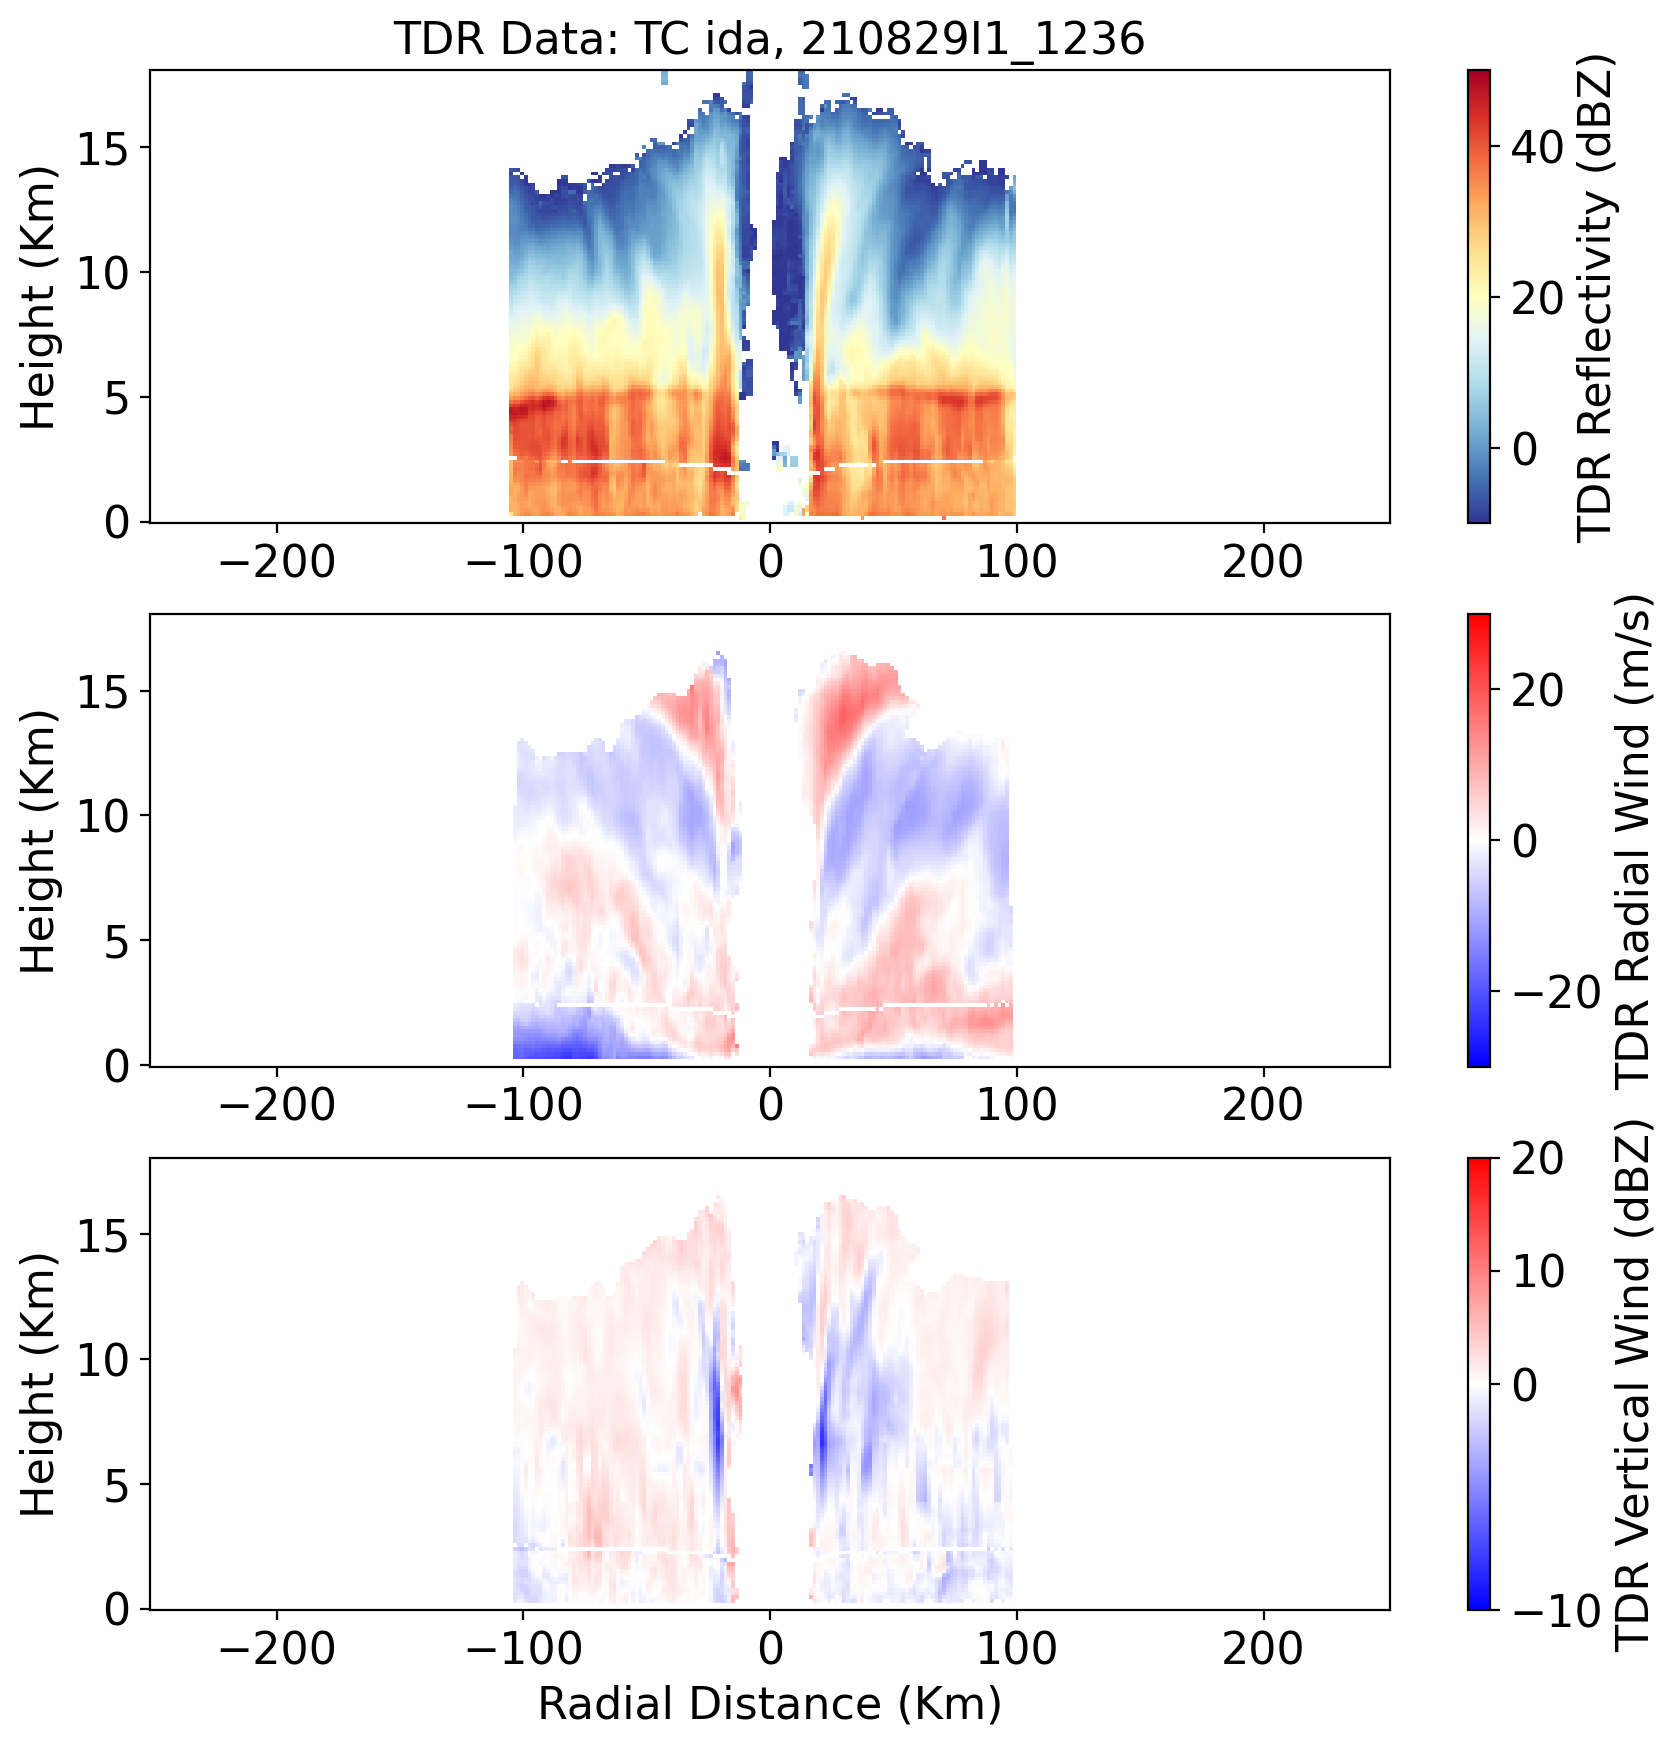 TDR Data: TC ida, 210829I1_1236
Height (Km)
15
10
5
0
−200 −100 0 100 200
40
20
0
TDR Reflectivity (dBZ)
Height (Km)
15
10
5
0
−200 −100 0 100 200
20
0
−20
TDR Radial Wind (m/s)
Height (Km)
15
10
5
0
−200 −100 0 100 200
Radial Distance (Km)
20
10
0
−10
TDR Vertical Wind (dBZ)